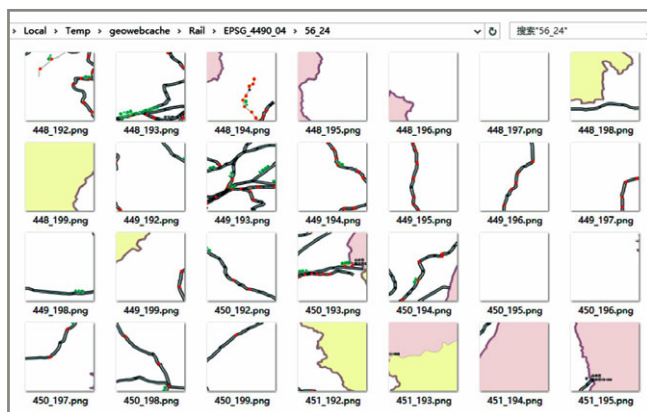 Local > Temp > geowebcache > Rail > EPSG_4490_04 > 56_24
搜索"56_24"
448_192.png 448_193.png 448_194.png 448_195.png 448_196.png 448_197.png 448_198.png
448_199.png 449_192.png 449_193.png 449_194.png 449_195.png 449_196.png 449_197.png
449_198.png 449_199.png 450_192.png 450_193.png 450_194.png 450_195.png 450_196.png
450_197.png 450_198.png 450_199.png 451_192.png 451_193.png 451_194.png 451_195.png